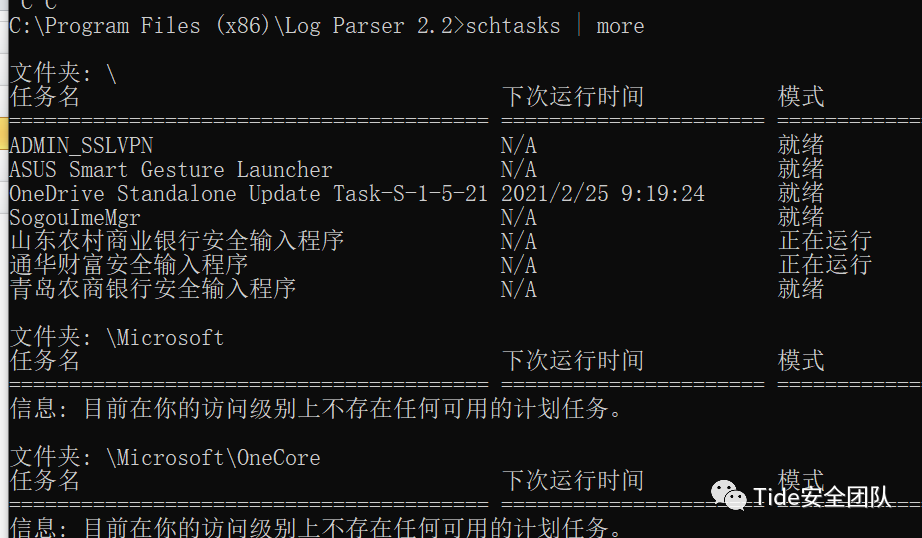 C:\Program Files (x86)\Log Parser 2.2>schtasks | more
文件夹: \
任务名 下次运行时间 模式
======================================== ====================== ============
ADMIN_SSLVPN N/A 就绪
ASUS Smart Gesture Launcher N/A 就绪
OneDrive Standalone Update Task-S-1-5-21 2021/2/25 9:19:24 就绪
SogouImeMgr N/A 就绪
山东农村商业银行安全输入程序 N/A 正在运行
通华财富安全输入程序 N/A 正在运行
青岛农商银行安全输入程序 N/A 就绪
文件夹: \Microsoft
任务名 下次运行时间 模式
======================================== ====================== ============
信息: 目前在你的访问级别上不存在任何可用的计划任务。
文件夹: \Microsoft\OneCore
任务名 下次运行时间 模式
Tide安全团队
======================================== ====================== ============
信息: 目前在你的访问级别上不存在任何可用的计划任务。